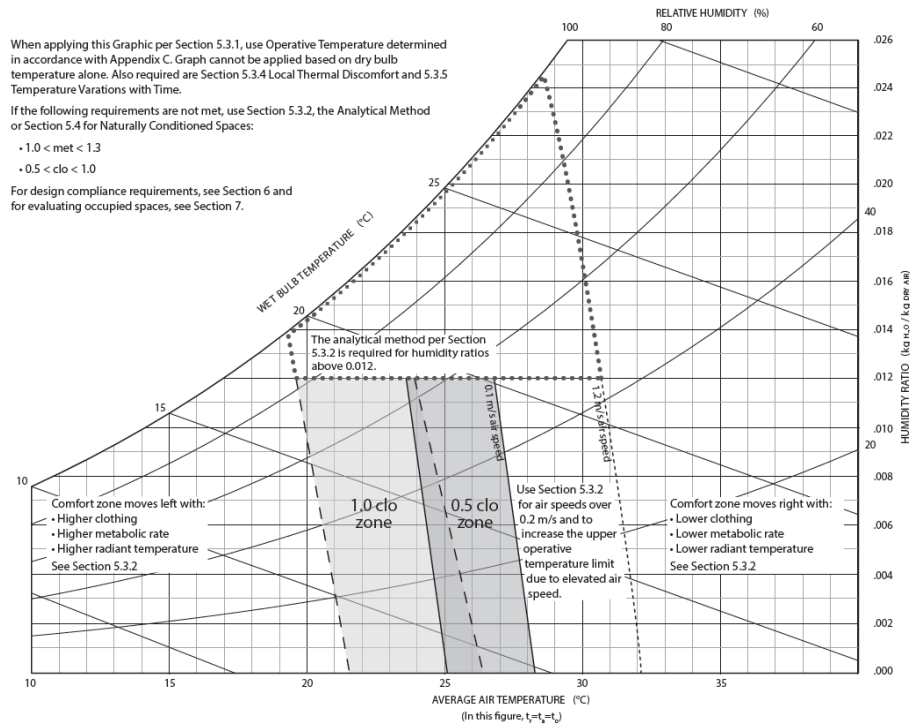 RELATIVE HUMIDITY (%)
100
80
60
When applying this Graphic per Section 5.3.1, use Operative Temperature determined
in accordance with Appendix C. Graph cannot be applied based on dry bulb
temperature alone. Also required are Section 5.3.4 Local Thermal Discomfort and 5.3.5
Temperature Varations with Time.
If the following requirements are not met, use Section 5.3.2, the Analytical Method
or Section 5.4 for Naturally Conditioned Spaces:
• 1.0 < met < 1.3
• 0.5 < clo < 1.0
For design compliance requirements, see Section 6 and
for evaluating occupied spaces, see Section 7.
WET BULB TEMPERATURE (°C)
25
20
15
10
The analytical method per Section
5.3.2 is required for humidity ratios
above 0.012.
0.1 m/s air speed
1.2 m/s air speed
Comfort zone moves left with:
• Higher clothing
• Higher metabolic rate
• Higher radiant temperature
See Section 5.3.2
1.0 clo
zone
0.5 clo
zone
Use Section 5.3.2
for air speeds over
0.2 m/s and to
increase the upper
operative
temperature limit
due to elevated air
speed.
Comfort zone moves right with:
• Lower clothing
• Lower metabolic rate
• Lower radiant temperature
See Section 5.3.2
.026
.024
.022
.020
40
.018
.016
.014
.012
.010
20
.008
.006
.004
.002
.000
HUMIDITY RATIO (kg H₂O / kg DRY AIR)
10
15
20
25
30
35
AVERAGE AIR TEMPERATURE (°C)
(In this figure, tᵣ=tₐ=tₒ)